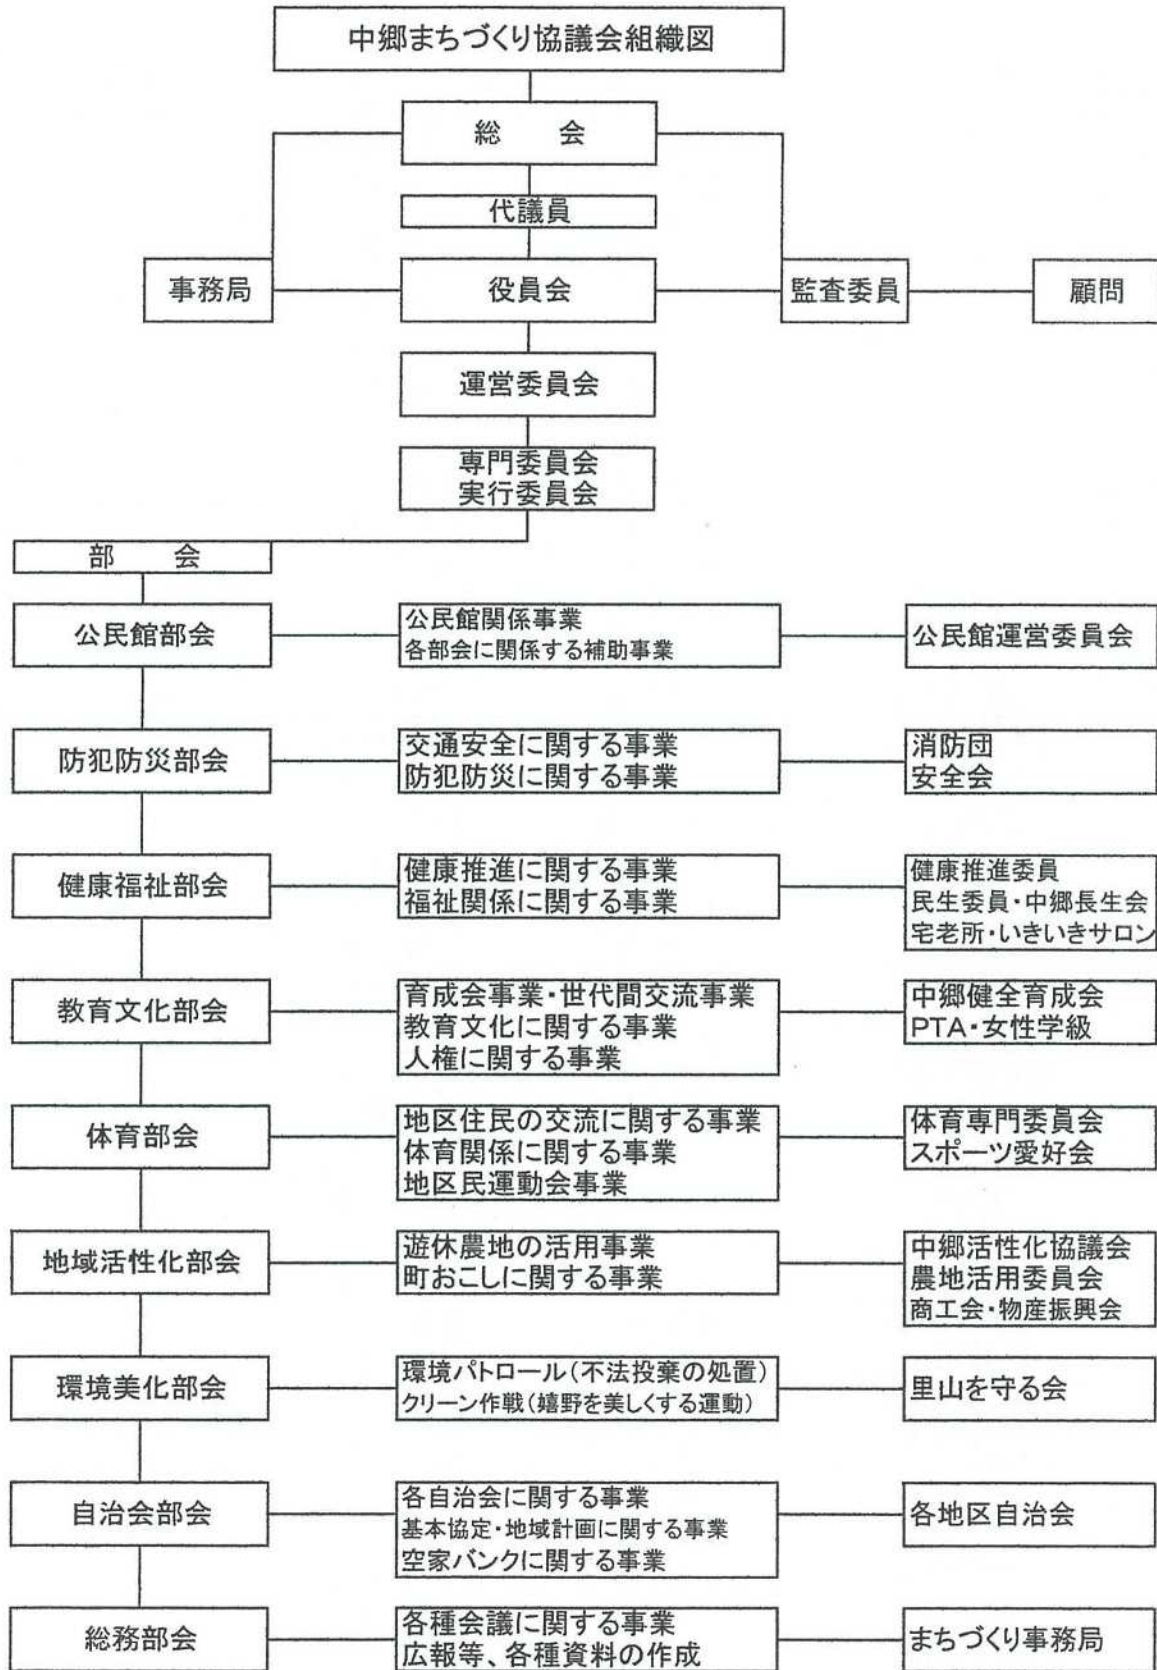 中郷まちづくり協議会組織図
総　　会
代議員
事務局
役員会
監査委員
顧問
運営委員会
専門委員会
実行委員会
部　　会
公民館部会
公民館関係事業
各部会に関係する補助事業
公民館運営委員会
防犯防災部会
交通安全に関する事業
防犯防災に関する事業
消防団
安全会
健康福祉部会
健康推進に関する事業
福祉関係に関する事業
健康推進委員
民生委員・中郷長生会
宅老所・いきいきサロン
教育文化部会
育成会事業・世代間交流事業
教育文化に関する事業
人権に関する事業
中郷健全育成会
PTA・女性学級
体育部会
地区住民の交流に関する事業
体育関係に関する事業
地区民運動会事業
体育専門委員会
スポーツ愛好会
地域活性化部会
遊休農地の活用事業
町おこしに関する事業
中郷活性化協議会
農地活用委員会
商工会・物産振興会
環境美化部会
環境パトロール(不法投棄の処置)
クリーン作戦(嬉野を美しくする運動)
里山を守る会
自治会部会
各自治会に関する事業
基本協定・地域計画に関する事業
空家バンクに関する事業
各地区自治会
総務部会
各種会議に関する事業
広報等、各種資料の作成
まちづくり事務局